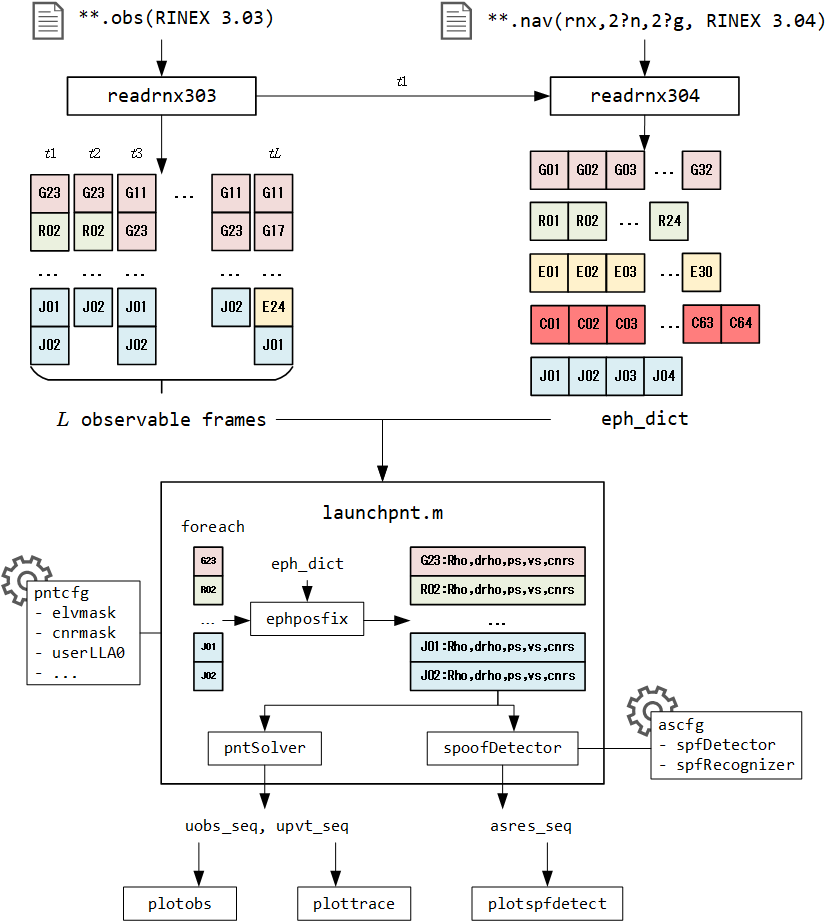 **.obs(RINEX 3.03)
**.nav(rnx,2?n,2?g, RINEX 3.04)
readrnx303
t1
readrnx304
t1 t2 t3 tL
G23 G23 G11 ... G11 G11
R02 R02 G23 G23 G17
... ... ... ...
J01 J02 J01 J02 E24
J02 J02 J01
G01 G02 G03 ... G32
R01 R02 ... R24
E01 E02 E03 ... E30
C01 C02 C03 ... C63 C64
J01 J02 J03 J04
L observable frames
eph_dict
launchpnt.m
foreach
G23
R02
...
J01
J02
eph_dict
ephposfix
G23:Rho,drho,ps,vs,cnrs
R02:Rho,drho,ps,vs,cnrs
...
J01:Rho,drho,ps,vs,cnrs
J02:Rho,drho,ps,vs,cnrs
pntcfg
- elvmask
- cnrmask
- userLLA0
- ...
pntSolver
spoofDetector
ascfg
- spfDetector
- spfRecognizer
uobs_seq, upvt_seq
asres_seq
plotobs
plottrace
plotspfdetect